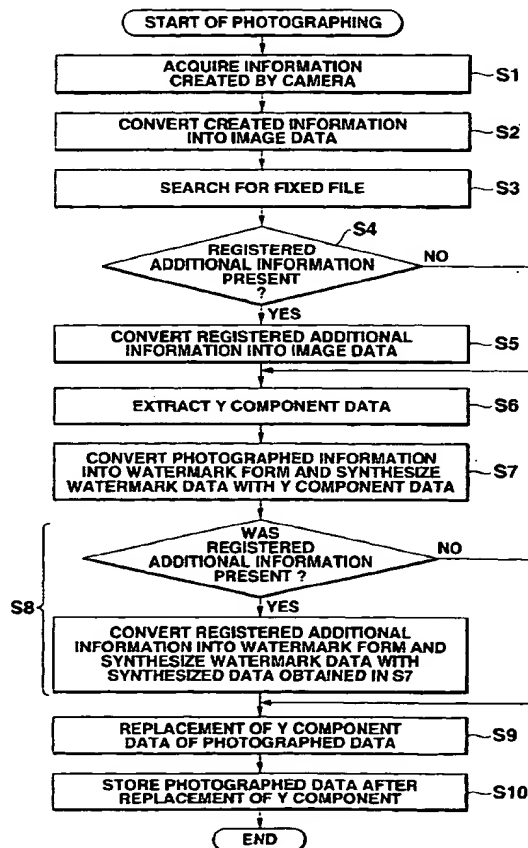 START OF PHOTOGRAPHING
ACQUIRE INFORMATION
CREATED BY CAMERA
S1
CONVERT CREATED INFORMATION
INTO IMAGE DATA
S2
SEARCH FOR FIXED FILE
S3
S4
REGISTERED
ADDITIONAL INFORMATION
PRESENT
?
NO
YES
CONVERT REGISTERED ADDITIONAL
INFORMATION INTO IMAGE DATA
S5
EXTRACT Y COMPONENT DATA
S6
CONVERT PHOTOGRAPHED INFORMATION
INTO WATERMARK FORM AND SYNTHESIZE
WATERMARK DATA WITH Y COMPONENT DATA
S7
WAS
REGISTERED
ADDITIONAL INFORMATION
PRESENT ?
NO
S8
YES
CONVERT REGISTERED ADDITIONAL
INFORMATION INTO WATERMARK FORM AND
SYNTHESIZE WATERMARK DATA WITH
SYNTHESIZED DATA OBTAINED IN S7
REPLACEMENT OF Y COMPONENT
DATA OF PHOTOGRAPHED DATA
S9
STORE PHOTOGRAPHED DATA AFTER
REPLACEMENT OF Y COMPONENT
S10
END